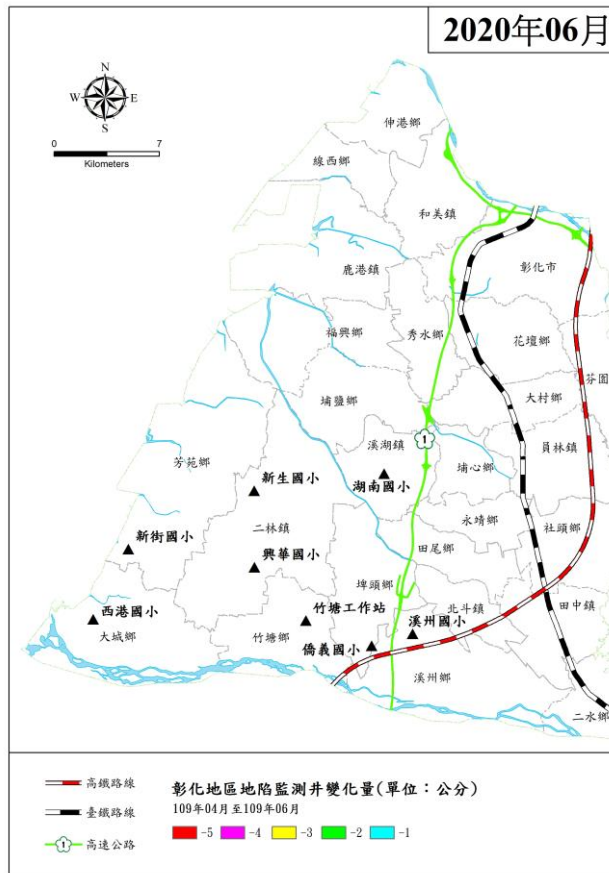 2020年06月
N
W
E
S
0
7
Kilometers
伸港鄉
線西鄉
和美鎮
鹿港鎮
彰化市
福興鄉
秀水鄉
花壇鄉
芬園
埔鹽鄉
大村鄉
溪湖鎮
1
員林鎮
芳苑鄉
埔心鄉
新生國小
湖南國小
二林鎮
永靖鄉
社頭鄉
新街國小
田尾鄉
興華國小
埤頭鄉
北斗鎮
田中鎮
西港國小
竹塘工作站
溪州國小
大城鄉
竹塘鄉
僑義國小
溪州鄉
二水鄉
高鐵路線
臺鐵路線
1
高速公路
彰化地區地陷監測井變化量(單位：公分)
109年04月至109年06月
-5 -4 -3 -2 -1